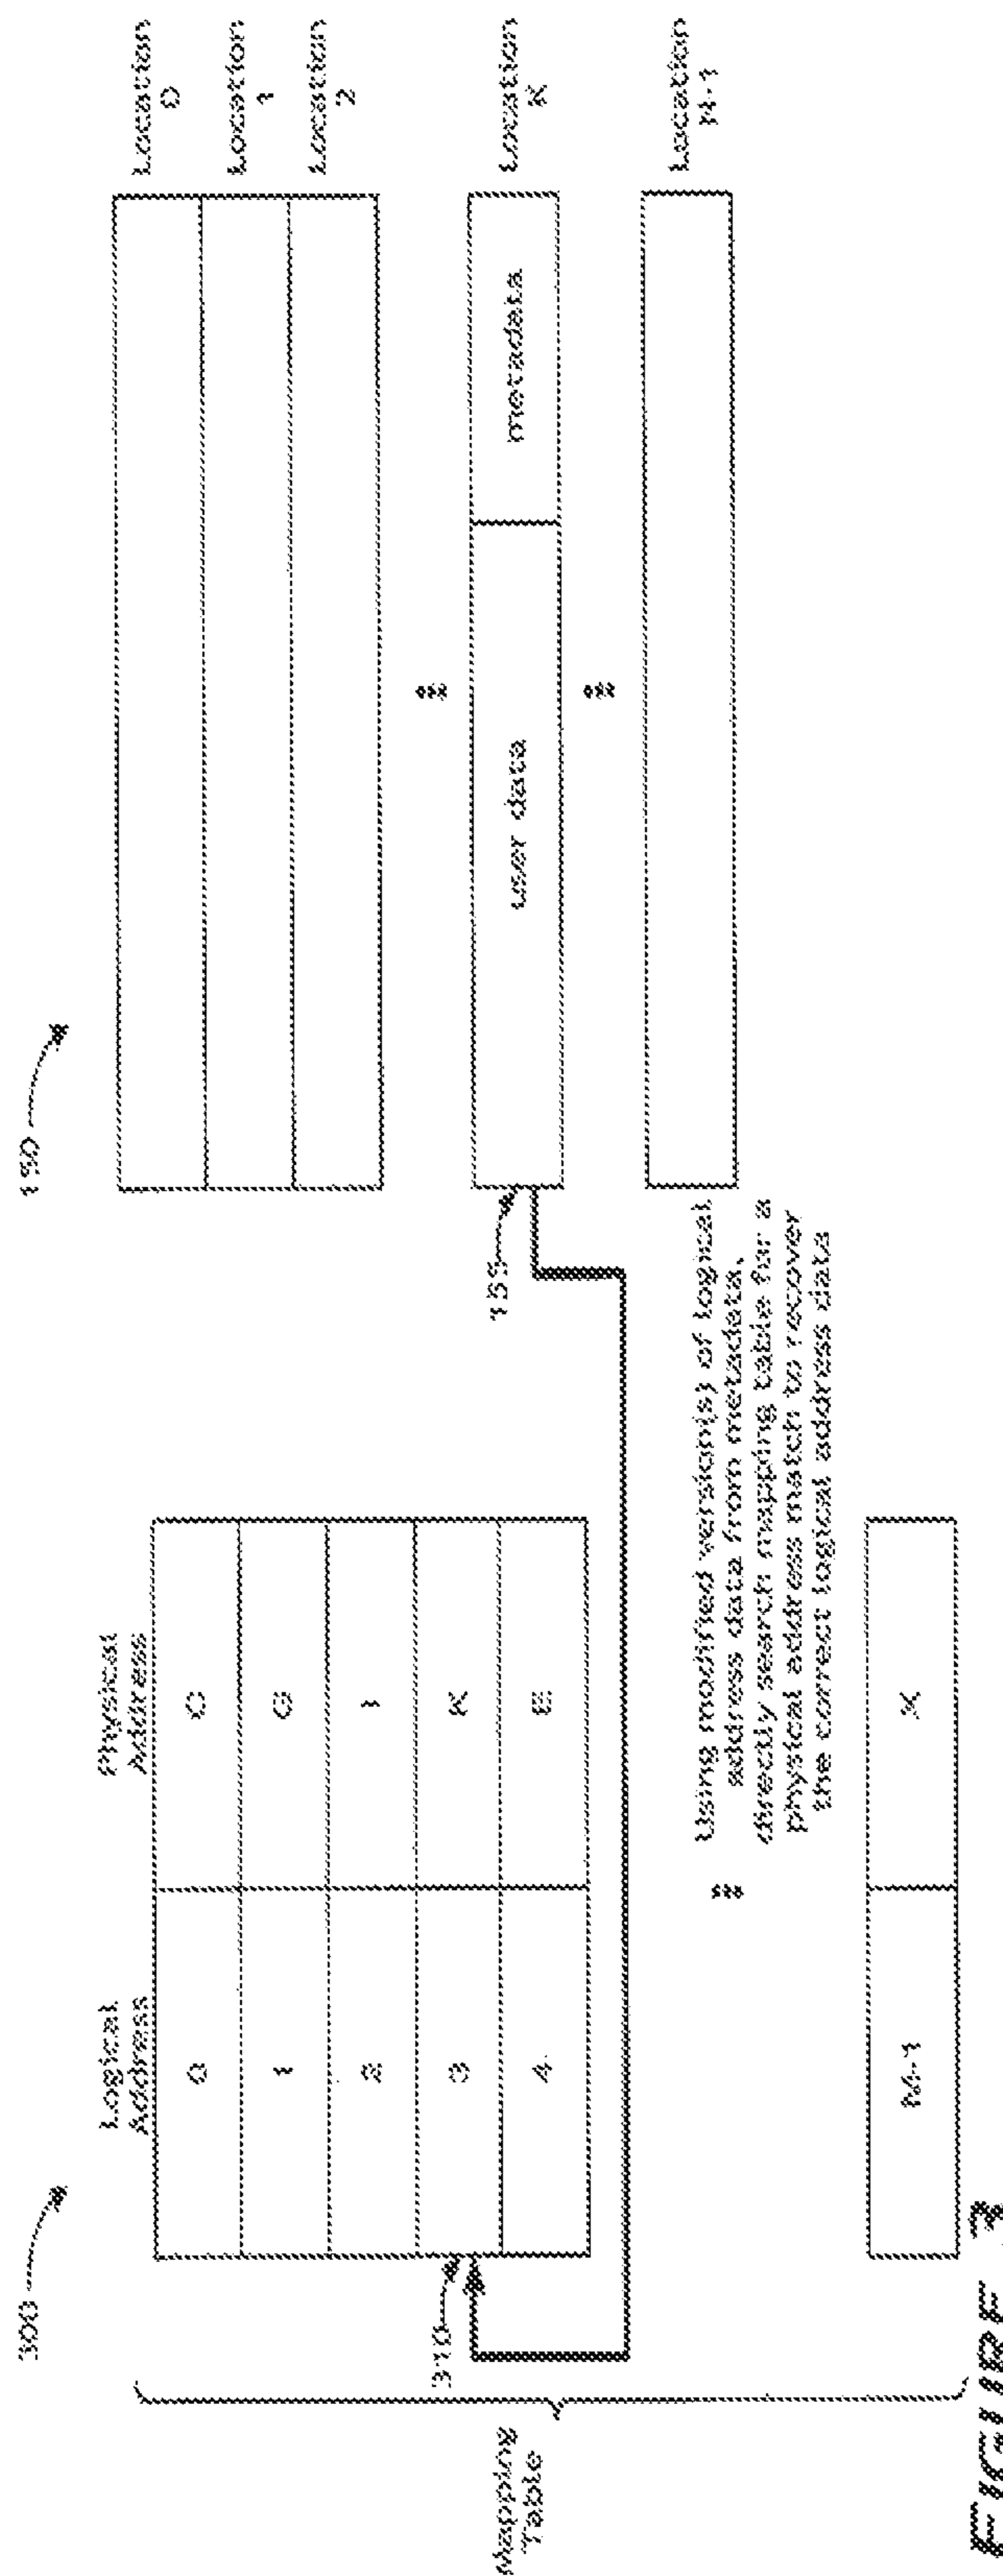 300
150
Mapping
Table
Logical
Address
Physical
Address
0 C
1 G
2 I
3 K
4 E
M-1 X
310
155
Using modified version(s) of logical
address data from metadata,
directly search mapping table for a
physical address match to recover
the correct logical address data
Location
0
Location
1
Location
2
user data metadata
Location
K
Location
N-1
FIGURE 3